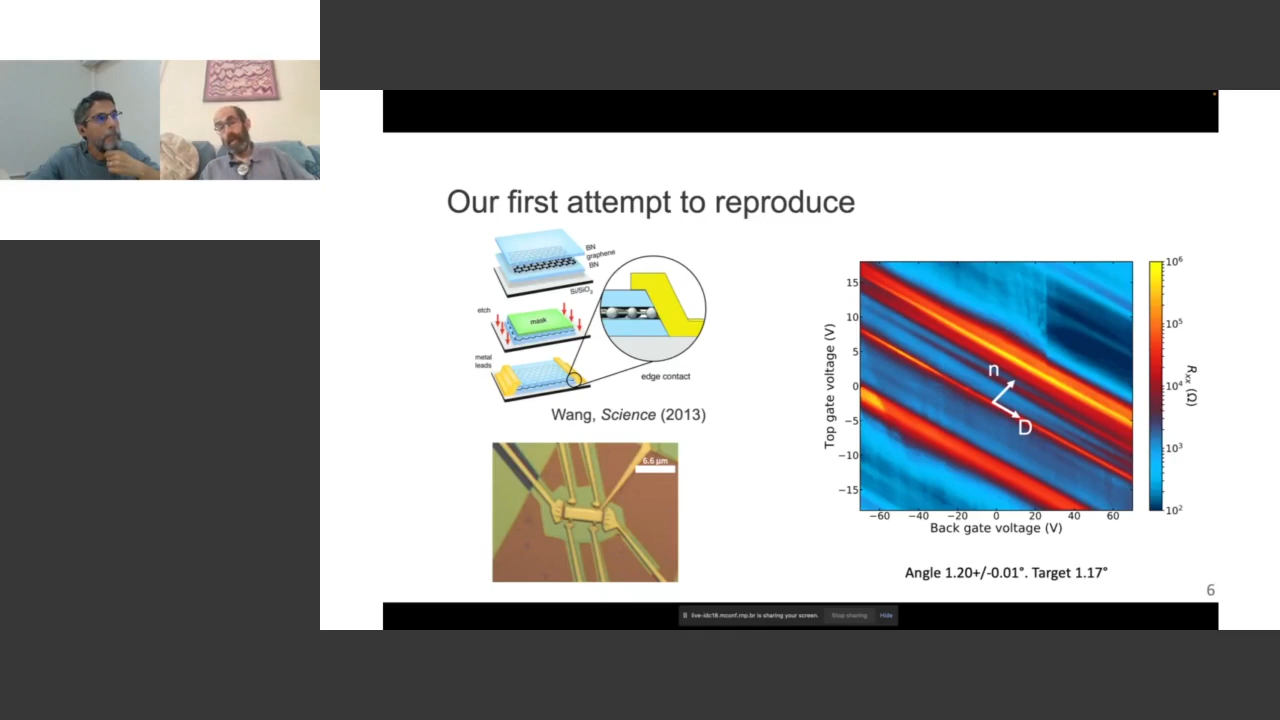 Our first attempt to reproduce
BN
graphene
BN
Si/SiO2
etch
mask
metal
leads
edge contact
Wang, Science (2013)
6.6 μm
n
D
15
10
5
0
−5
−10
−15
−60 −40 −20 0 20 40 60
Top gate voltage (V)
Back gate voltage (V)
10^6
10^5
10^4
10^3
10^2
Rxx (Ω)
Angle 1.20+/-0.01°. Target 1.17°
6
is sharing your screen. Stop sharing Hide